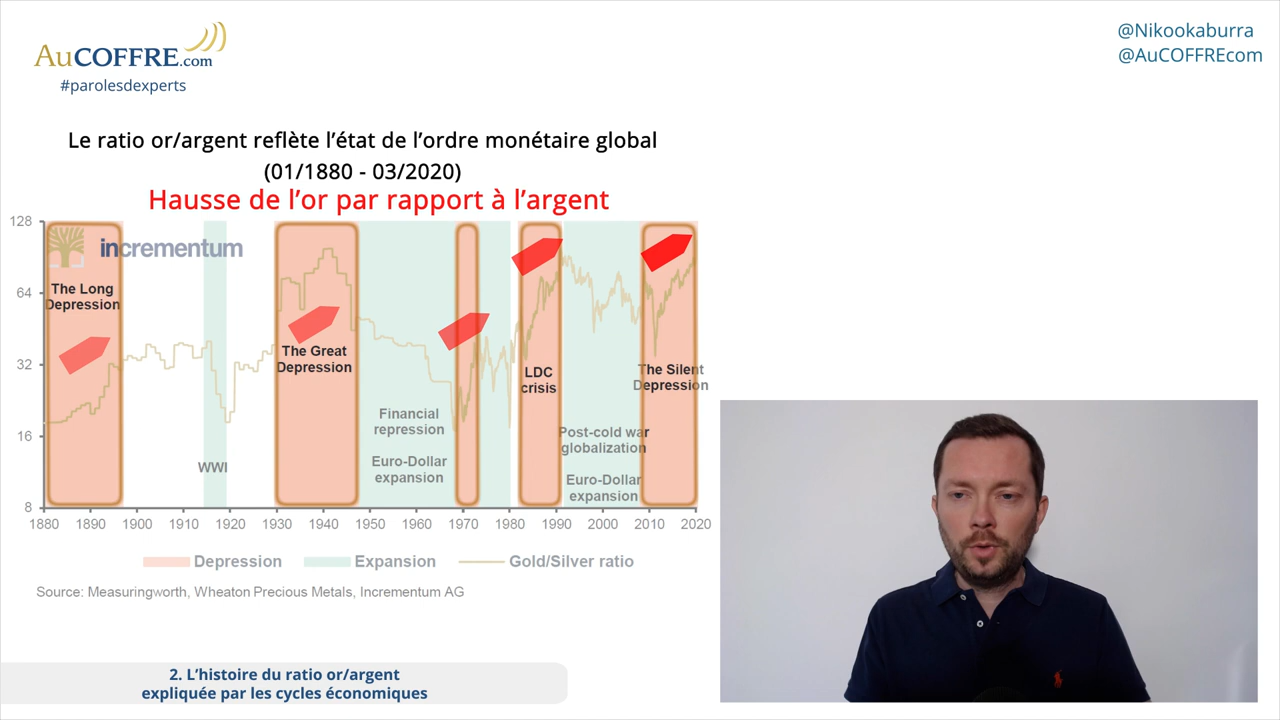 AuCOFFRE.com
#parolesdexperts
@Nikookaburra
@AuCOFFREcom
Le ratio or/argent reflète l’état de l’ordre monétaire global
(01/1880 - 03/2020)
Hausse de l’or par rapport à l’argent
128
64
32
16
8
incrementum
The Long
Depression
WWI
The Great
Depression
Financial
repression
Euro-Dollar
expansion
LDC
crisis
Post-cold war
globalization
Euro-Dollar
expansion
The Silent
Depression
1880 1890 1900 1910 1920 1930 1940 1950 1960 1970 1980 1990 2000 2010 2020
Depression Expansion Gold/Silver ratio
Source: Measuringworth, Wheaton Precious Metals, Incrementum AG
2. L’histoire du ratio or/argent
expliquée par les cycles économiques